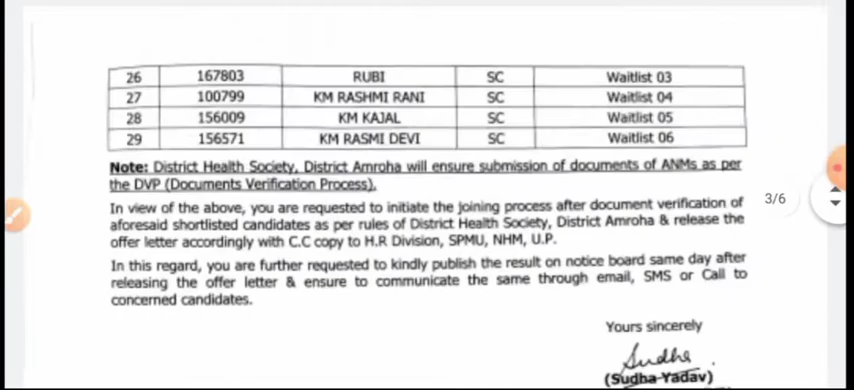 26 167803 RUBI SC Waitlist 03
27 100799 KM RASHMI RANI SC Waitlist 04
28 156009 KM KAJAL SC Waitlist 05
29 156571 KM RASMI DEVI SC Waitlist 06
Note: District Health Society, District Amroha will ensure submission of documents of ANMs as per
the DVP (Documents Verification Process).
In view of the above, you are requested to initiate the joining process after document verification of
aforesaid shortlisted candidates as per rules of District Health Society, District Amroha & release the
offer letter accordingly with C.C copy to H.R Division, SPMU, NHM, U.P.
In this regard, you are further requested to kindly publish the result on notice board same day after
releasing the offer letter & ensure to communicate the same through email, SMS or Call to
concerned candidates.
3/6
Yours sincerely
Sudha
(Sudha Yadav)